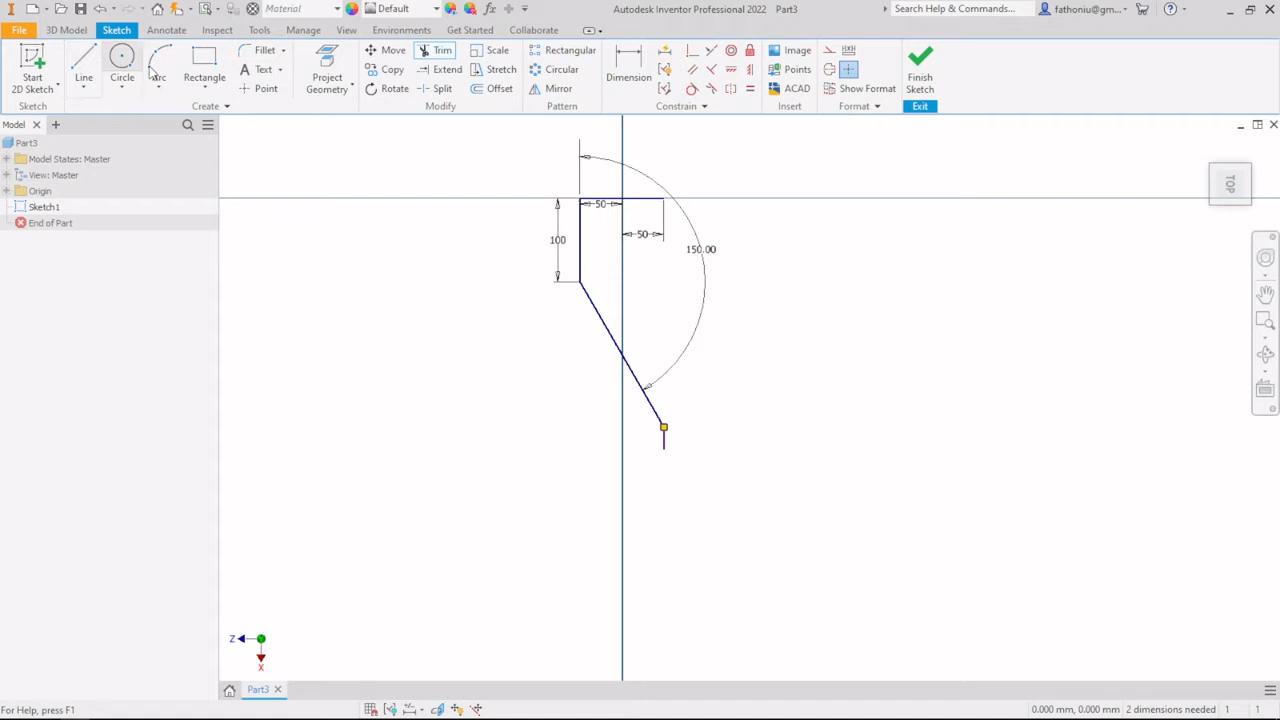 Material
Default
Autodesk Inventor Professional 2022
Part3
Search Help & Commands...
fathoniu@gm...
File
3D Model
Sketch
Annotate
Inspect
Tools
Manage
View
Environments
Get Started
Collaborate
Start
2D Sketch
Line
Circle
Arc
Rectangle
Fillet
Text
Point
Project
Geometry
Move
Copy
Rotate
Trim
Extend
Split
Scale
Stretch
Offset
Rectangular
Circular
Mirror
Dimension
Image
Points
ACAD
Show Format
Finish
Sketch
Sketch
Create
Modify
Pattern
Constrain
Insert
Format
Exit
Model
Part3
Model States: Master
View: Master
Origin
Sketch1
End of Part
TOP
50
50
100
150.00
Z
X
Part3
For Help, press F1
0.000 mm, 0.000 mm
2 dimensions needed
1
1